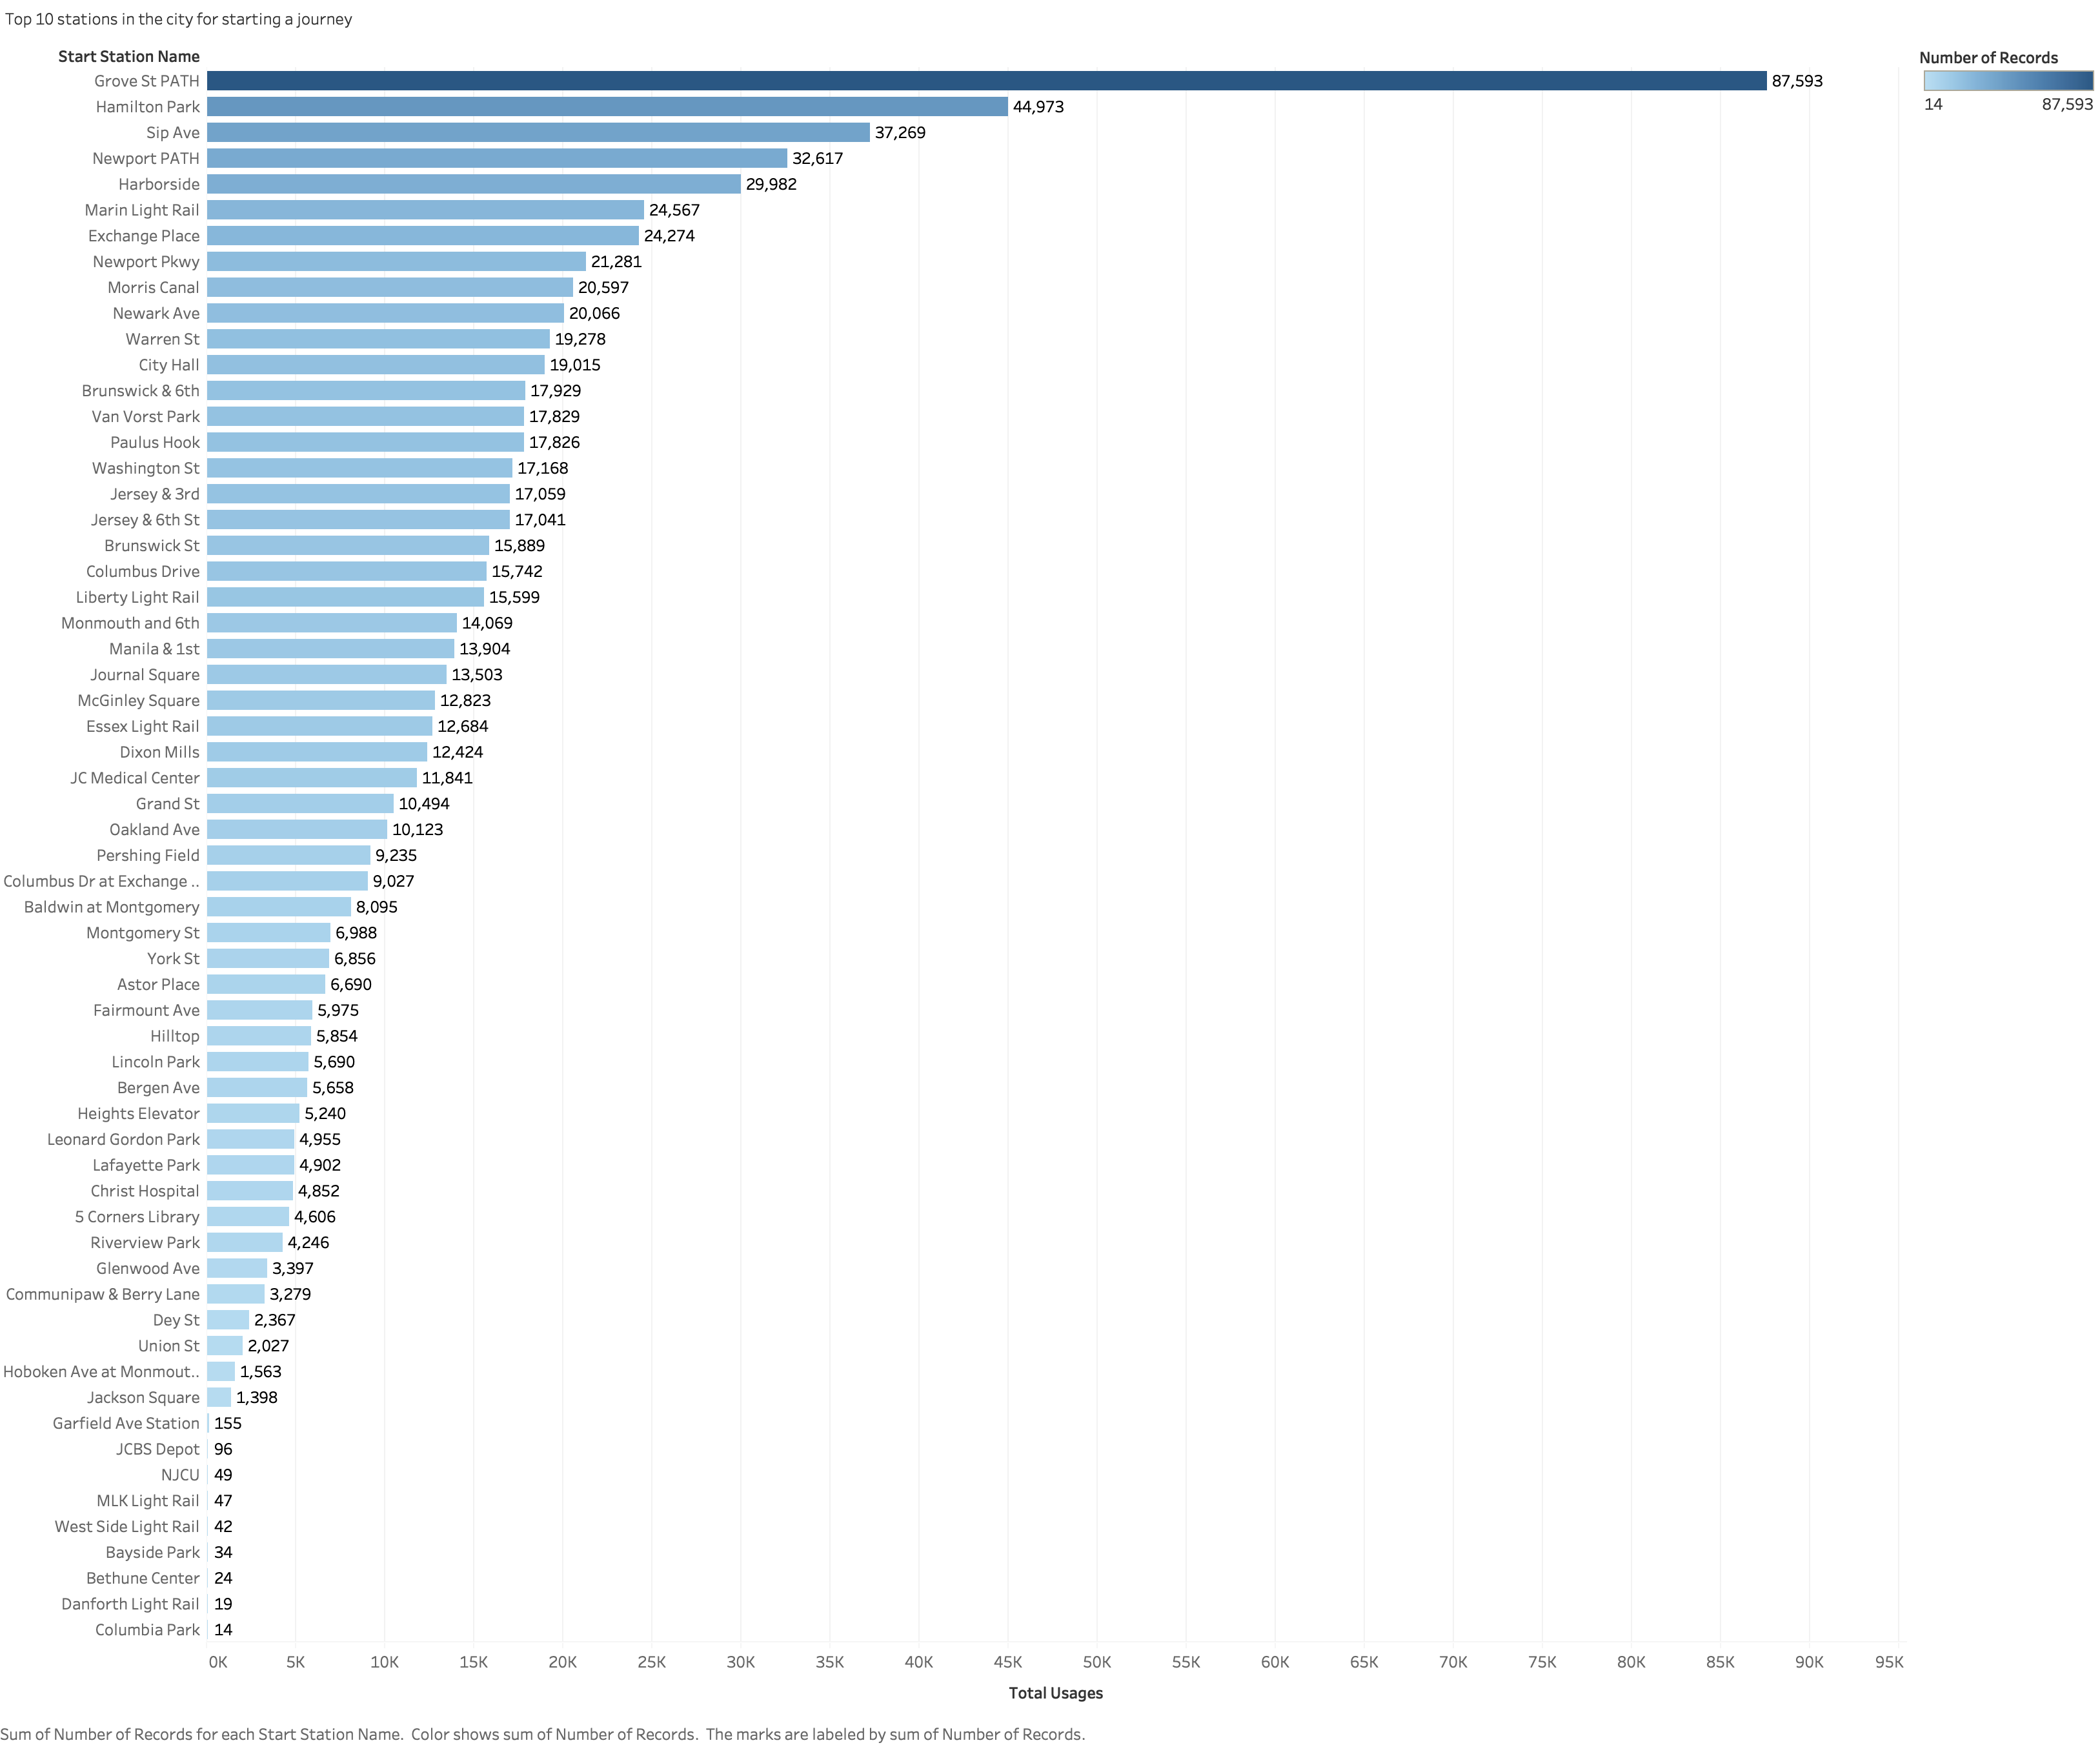 Top 10 stations in the city for starting a journey
Start Station Name
Number of Records
14 87,593
Grove St PATH 87,593
Hamilton Park 44,973
Sip Ave 37,269
Newport PATH 32,617
Harborside 29,982
Marin Light Rail 24,567
Exchange Place 24,274
Newport Pkwy 21,281
Morris Canal 20,597
Newark Ave 20,066
Warren St 19,278
City Hall 19,015
Brunswick & 6th 17,929
Van Vorst Park 17,829
Paulus Hook 17,826
Washington St 17,168
Jersey & 3rd 17,059
Jersey & 6th St 17,041
Brunswick St 15,889
Columbus Drive 15,742
Liberty Light Rail 15,599
Monmouth and 6th 14,069
Manila & 1st 13,904
Journal Square 13,503
McGinley Square 12,823
Essex Light Rail 12,684
Dixon Mills 12,424
JC Medical Center 11,841
Grand St 10,494
Oakland Ave 10,123
Pershing Field 9,235
Columbus Dr at Exchange .. 9,027
Baldwin at Montgomery 8,095
Montgomery St 6,988
York St 6,856
Astor Place 6,690
Fairmount Ave 5,975
Hilltop 5,854
Lincoln Park 5,690
Bergen Ave 5,658
Heights Elevator 5,240
Leonard Gordon Park 4,955
Lafayette Park 4,902
Christ Hospital 4,852
5 Corners Library 4,606
Riverview Park 4,246
Glenwood Ave 3,397
Communipaw & Berry Lane 3,279
Dey St 2,367
Union St 2,027
Hoboken Ave at Monmout.. 1,563
Jackson Square 1,398
Garfield Ave Station 155
JCBS Depot 96
NJCU 49
MLK Light Rail 47
West Side Light Rail 42
Bayside Park 34
Bethune Center 24
Danforth Light Rail 19
Columbia Park 14
0K 5K 10K 15K 20K 25K 30K 35K 40K 45K 50K 55K 60K 65K 70K 75K 80K 85K 90K 95K
Total Usages
Sum of Number of Records for each Start Station Name. Color shows sum of Number of Records. The marks are labeled by sum of Number of Records.